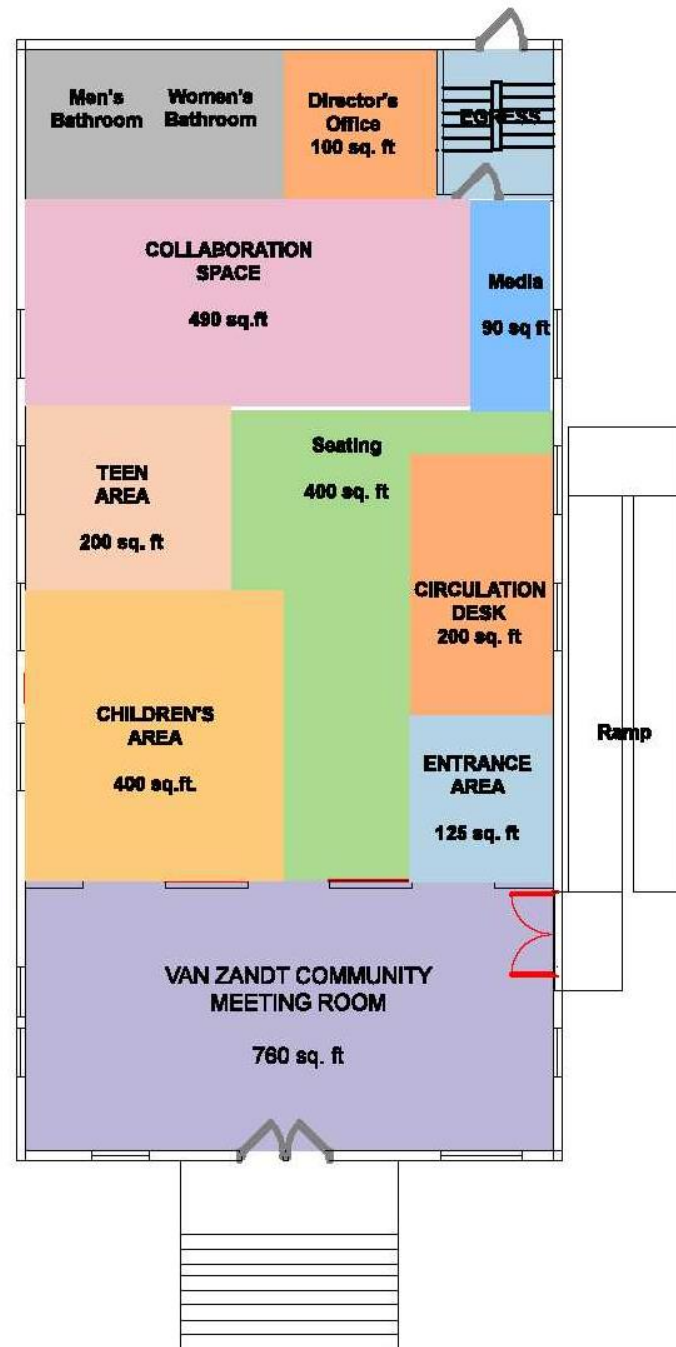 Men's
Bathroom
Women's
Bathroom
Director's
Office
100 sq. ft
EGRESS
COLLABORATION
SPACE
490 sq.ft
Media
90 sq ft
TEEN
AREA
200 sq. ft
Seating
400 sq. ft
CIRCULATION
DESK
200 sq. ft
CHILDREN'S
AREA
400 sq.ft.
ENTRANCE
AREA
125 sq. ft
Ramp
VAN ZANDT COMMUNITY
MEETING ROOM
760 sq. ft